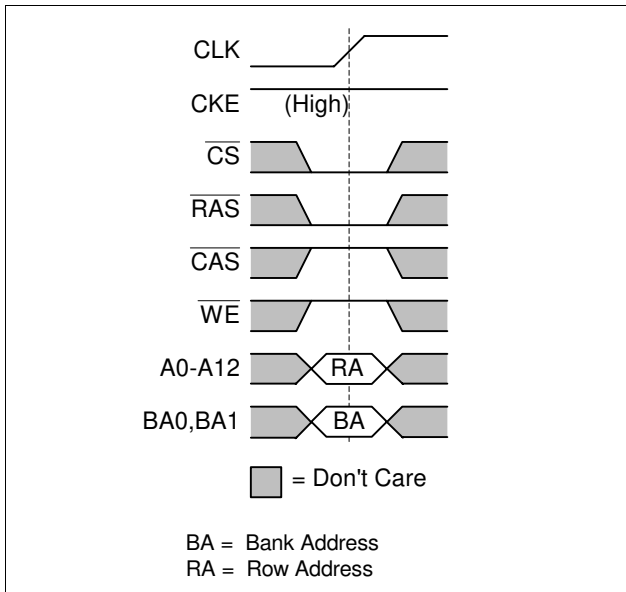 CLK
CKE (High)
CS
RAS
CAS
WE
A0-A12 RA
BA0,BA1 BA
= Don't Care
BA = Bank Address
RA = Row Address